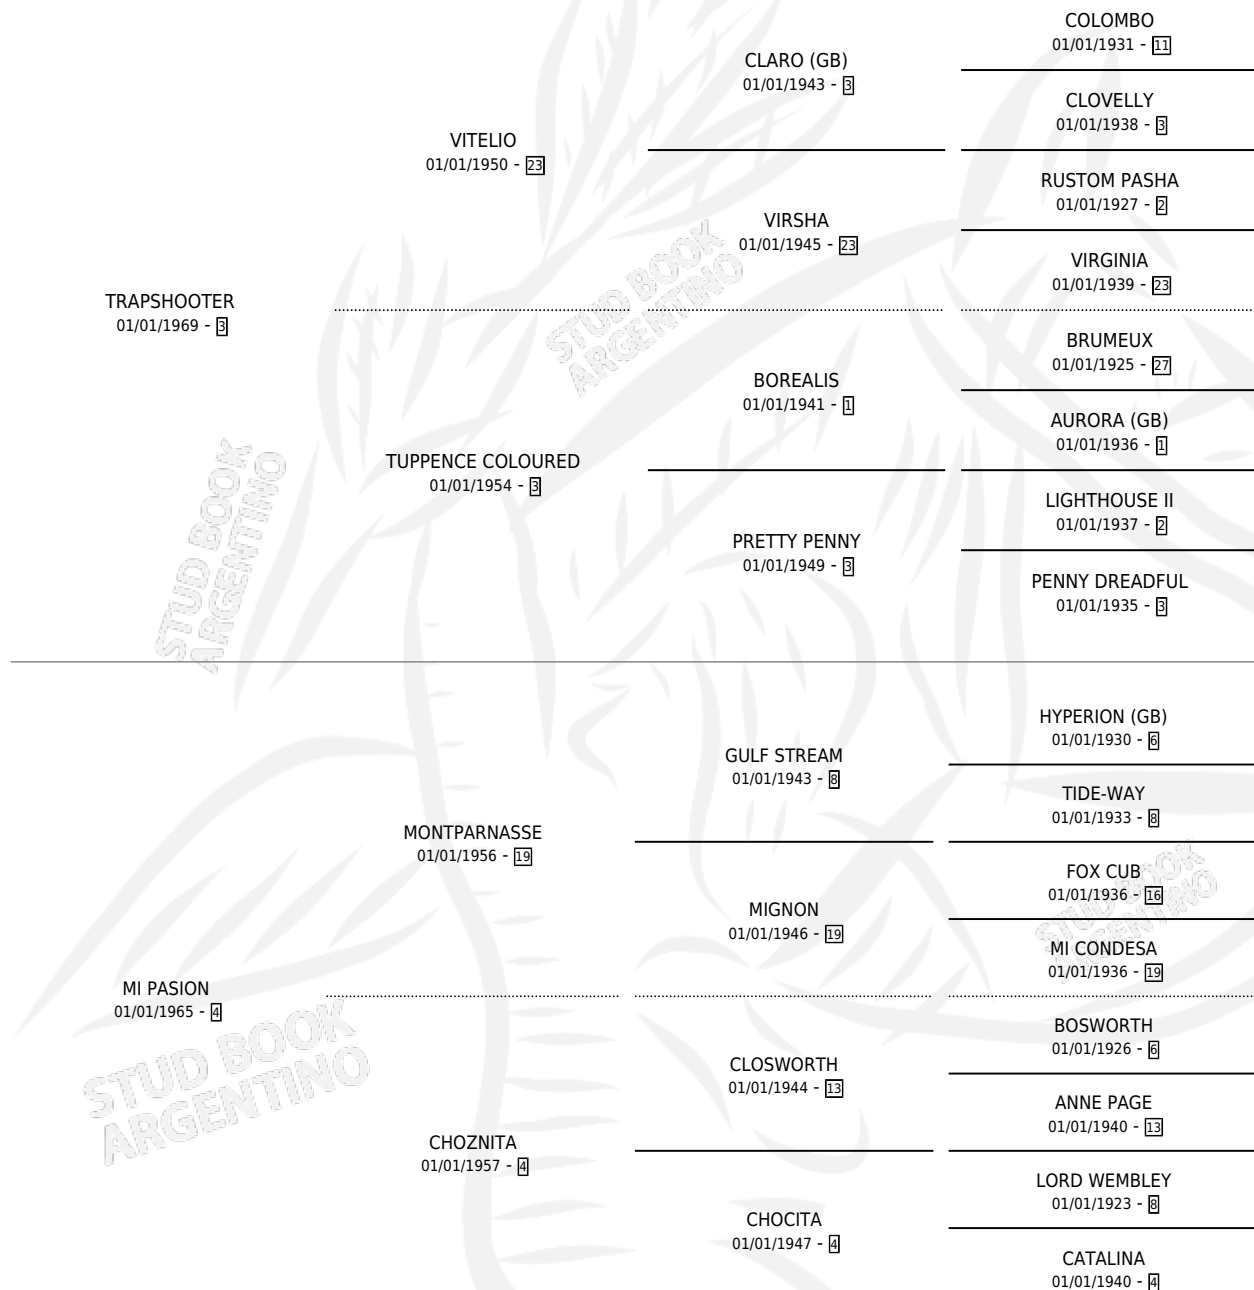 COLOMBO
01/01/1931 - 11
CLARO (GB)
01/01/1943 - 3
CLOVELLY
01/01/1938 - 3
VITELIO
01/01/1950 - 23
RUSTOM PASHA
01/01/1927 - 2
VIRSHA
01/01/1945 - 23
VIRGINIA
01/01/1939 - 23
STUD BOOK
ARGENTINO
TRAPSHOOTER
01/01/1969 - 3
BRUMEUX
01/01/1925 - 27
BOREALIS
01/01/1941 - 1
AURORA (GB)
01/01/1936 - 1
TUPPENCE COLOURED
01/01/1954 - 3
LIGHTHOUSE II
01/01/1937 - 2
PRETTY PENNY
01/01/1949 - 3
PENNY DREADFUL
01/01/1935 - 3
STUD BOOK
ARGENTINO
HYPERION (GB)
01/01/1930 - 6
GULF STREAM
01/01/1943 - 8
TIDE-WAY
01/01/1933 - 8
MONTPARNASSE
01/01/1956 - 19
FOX CUB
01/01/1936 - 16
STUD BOOK
ARGENTINO
MIGNON
01/01/1946 - 19
MI CONDESA
01/01/1936 - 19
MI PASION
01/01/1965 - 4
BOSWORTH
01/01/1926 - 6
STUD BOOK
ARGENTINO
CLOSWORTH
01/01/1944 - 13
ANNE PAGE
01/01/1940 - 13
CHOZNITA
01/01/1957 - 4
LORD WEMBLEY
01/01/1923 - 8
CHOCITA
01/01/1947 - 4
CATALINA
01/01/1940 - 4